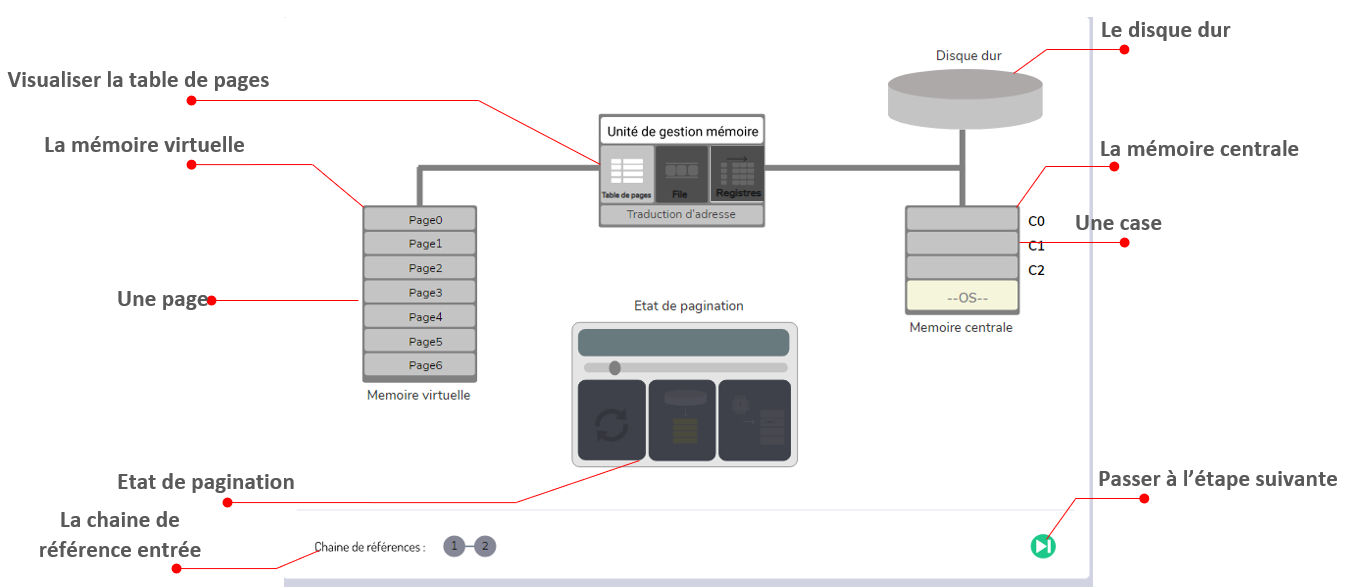 Le disque dur
Disque dur
Visualiser la table de pages
Unité de gestion mémoire
La mémoire virtuelle
La mémoire centrale
Table de pages
File
Registres
Traduction d'adresse
Page0
Page1
Page2
Page3
Page4
Page5
Page6
Memoire virtuelle
C0
Une case
C1
C2
--OS--
Memoire centrale
Une page
Etat de pagination
Etat de pagination
Passer à l'étape suivante
La chaine de
référence entrée
Chaine de références :
1
2